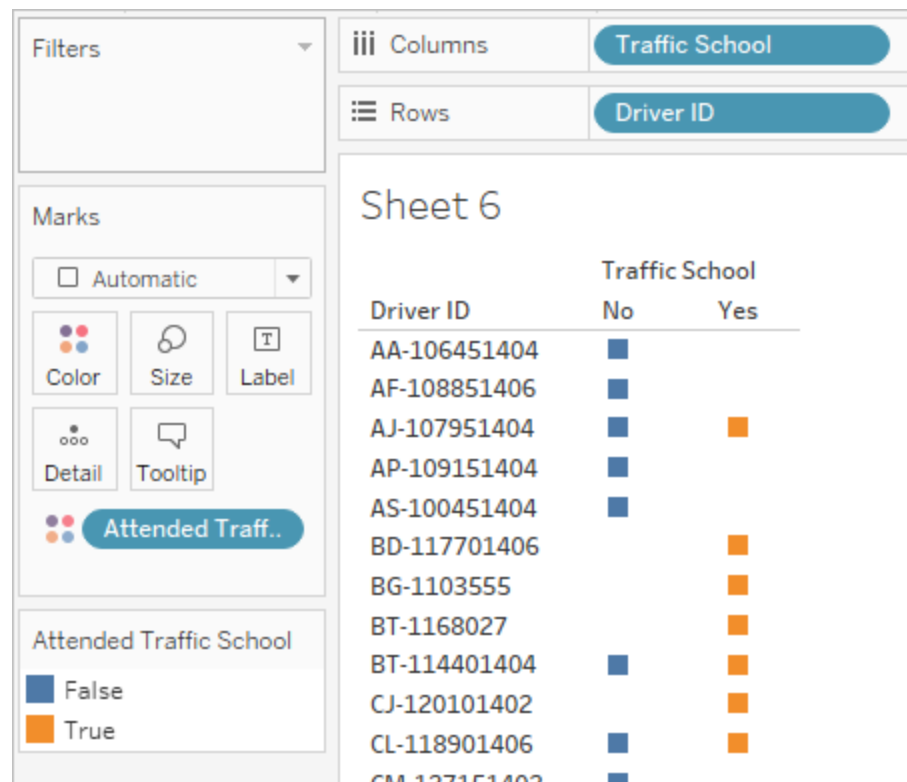 Filters
Columns Traffic School
Rows Driver ID
Marks
Automatic
Color Size Label
Detail Tooltip
Attended Traff..
Attended Traffic School
False
True
Sheet 6
Traffic School
Driver ID No Yes
AA-106451404
AF-108851406
AJ-107951404
AP-109151404
AS-100451404
BD-117701406
BG-1103555
BT-1168027
BT-114401404
CJ-120101402
CL-118901406